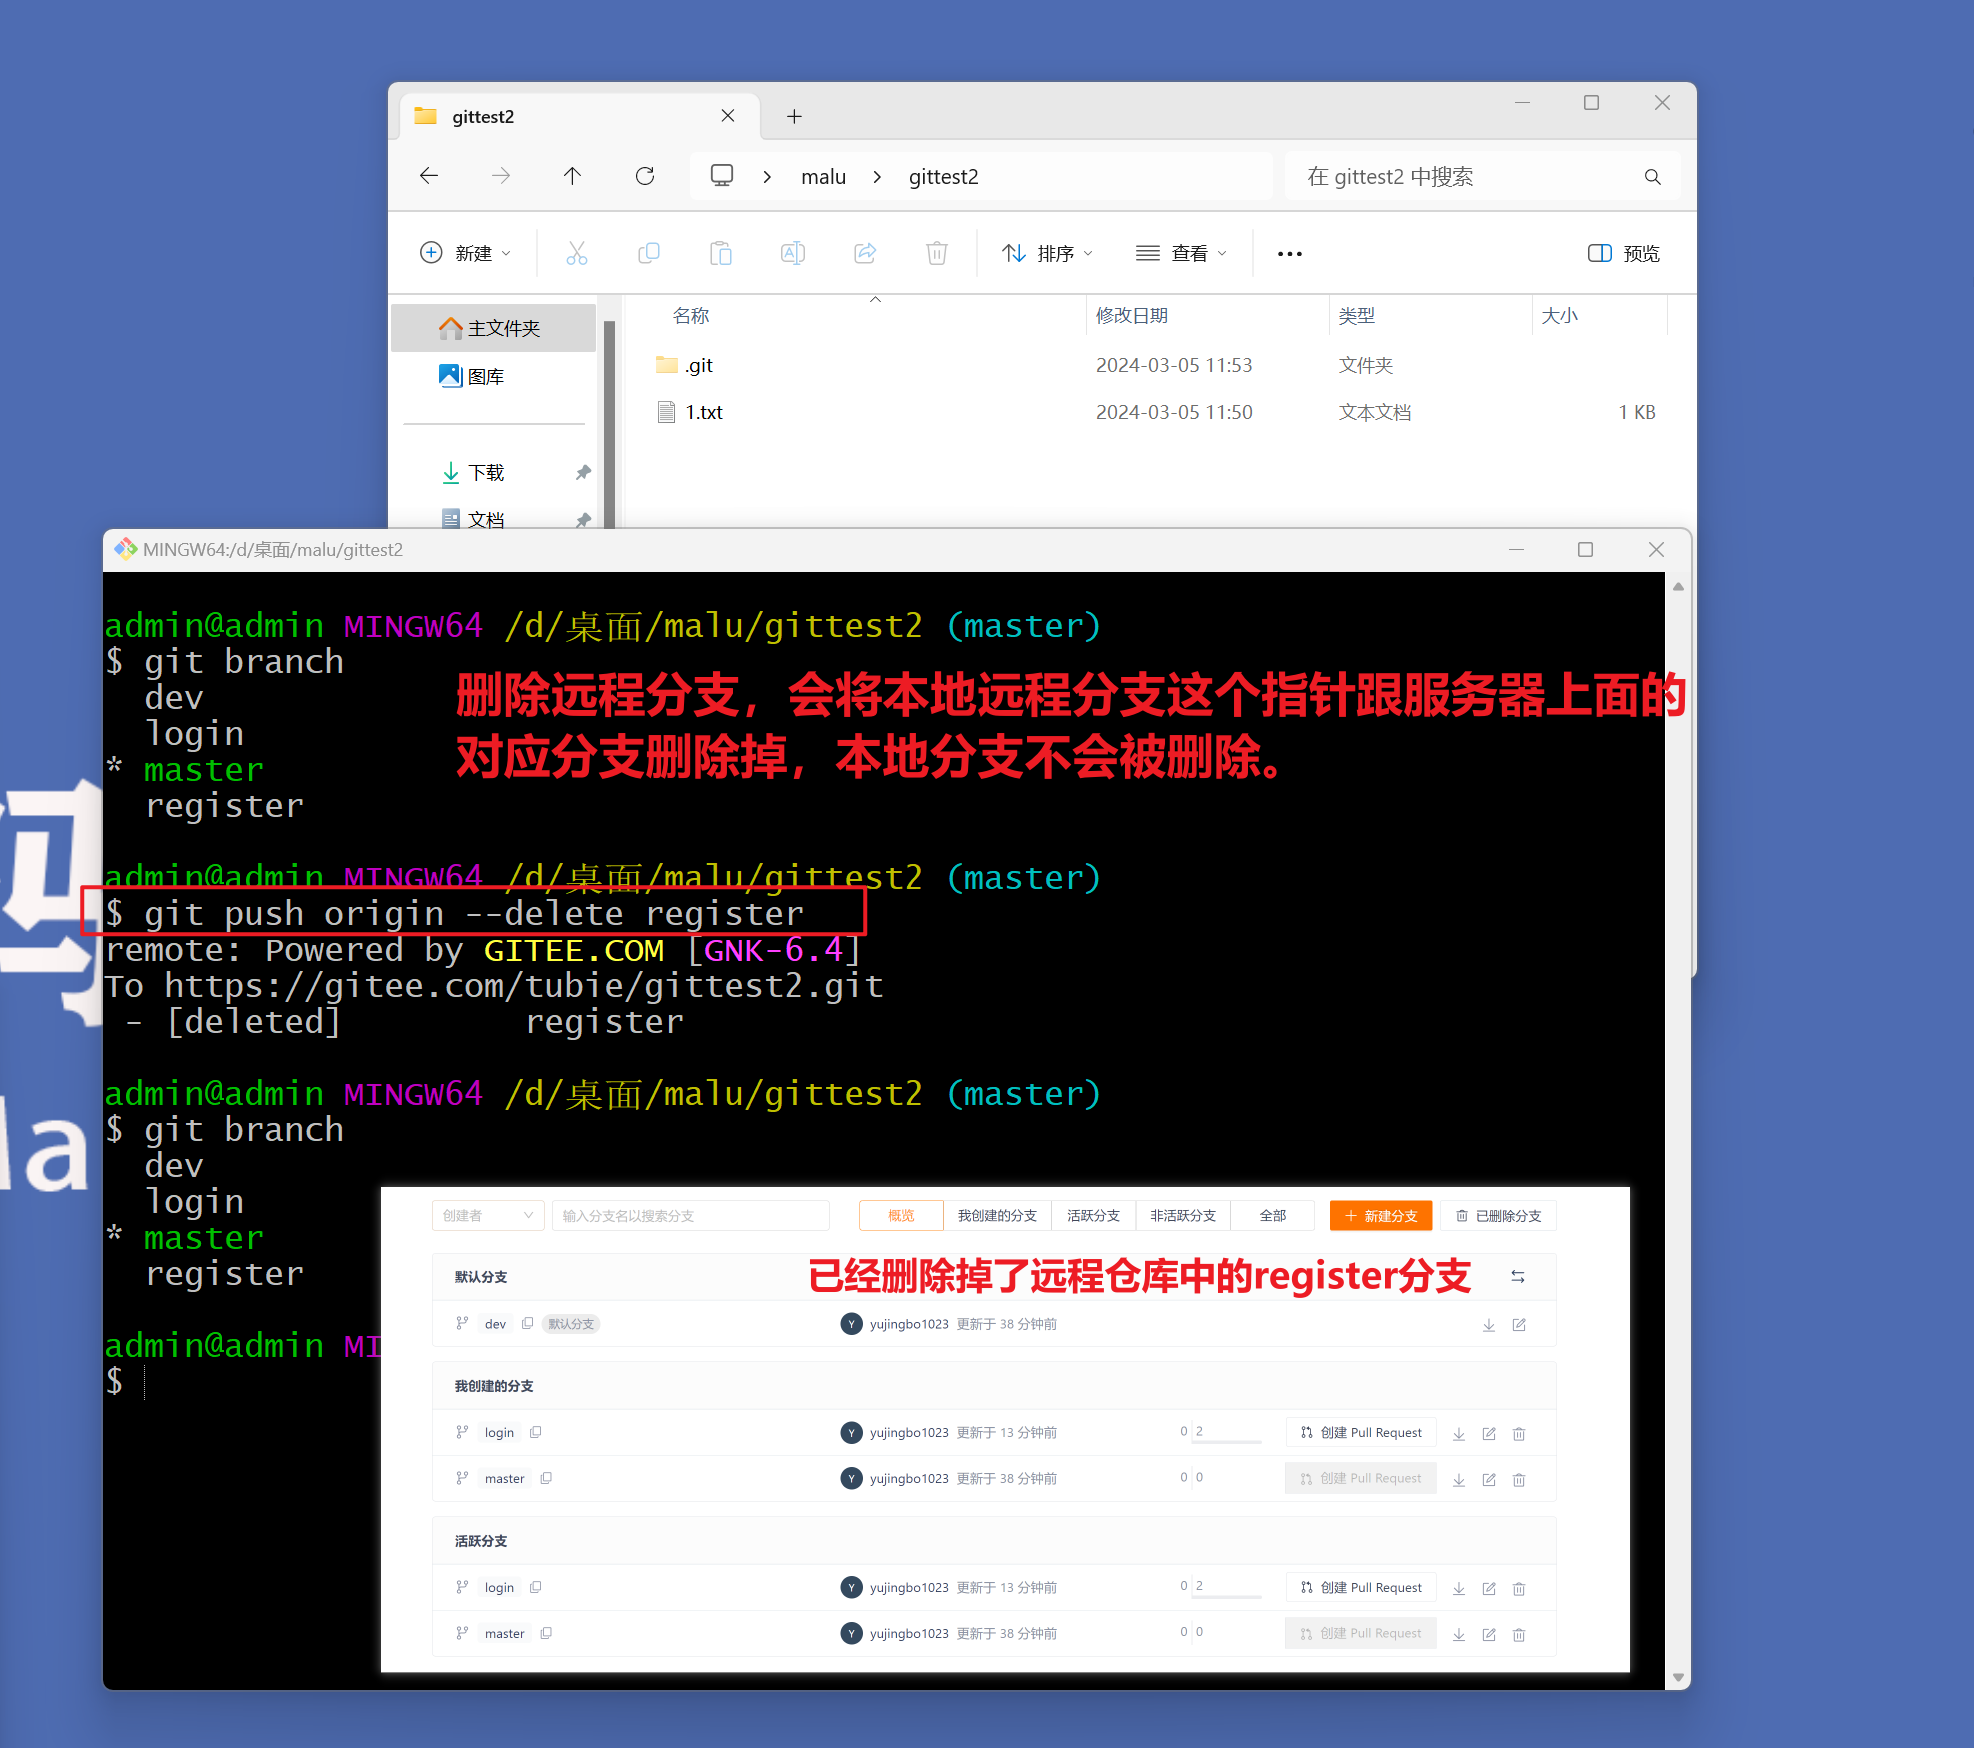 gittest2
malu gittest2
在 gittest2 中搜索
新建 排序 查看 预览
名称 修改日期 类型 大小
主文件夹
.git 2024-03-05 11:53 文件夹
图库
1.txt 2024-03-05 11:50 文本文档 1 KB
下载
文档
MINGW64:/d/桌面/malu/gittest2
admin@admin MINGW64 /d/桌面/malu/gittest2 (master)
$ git branch
dev
login
* master
register
删除远程分支，会将本地远程分支这个指针跟服务器上面的
对应分支删除掉，本地分支不会被删除。
admin@admin MINGW64 /d/桌面/malu/gittest2 (master)
$ git push origin --delete register
remote: Powered by GITEE.COM [GNK-6.4]
To https://gitee.com/tubie/gittest2.git
- [deleted] register
admin@admin MINGW64 /d/桌面/malu/gittest2 (master)
$ git branch
dev
login
* master
register
admin@admin MI
$
创建者 输入分支名以搜索分支 概览 我创建的分支 活跃分支 非活跃分支 全部 + 新建分支 已删除分支
默认分支
已经删除掉了远程仓库中的register分支
dev 默认分支 Y yujingbo1023 更新于 38 分钟前
我创建的分支
login Y yujingbo1023 更新于 13 分钟前 0 2 创建 Pull Request
master Y yujingbo1023 更新于 38 分钟前 0 0 创建 Pull Request
活跃分支
login Y yujingbo1023 更新于 13 分钟前 0 2 创建 Pull Request
master Y yujingbo1023 更新于 38 分钟前 0 0 创建 Pull Request